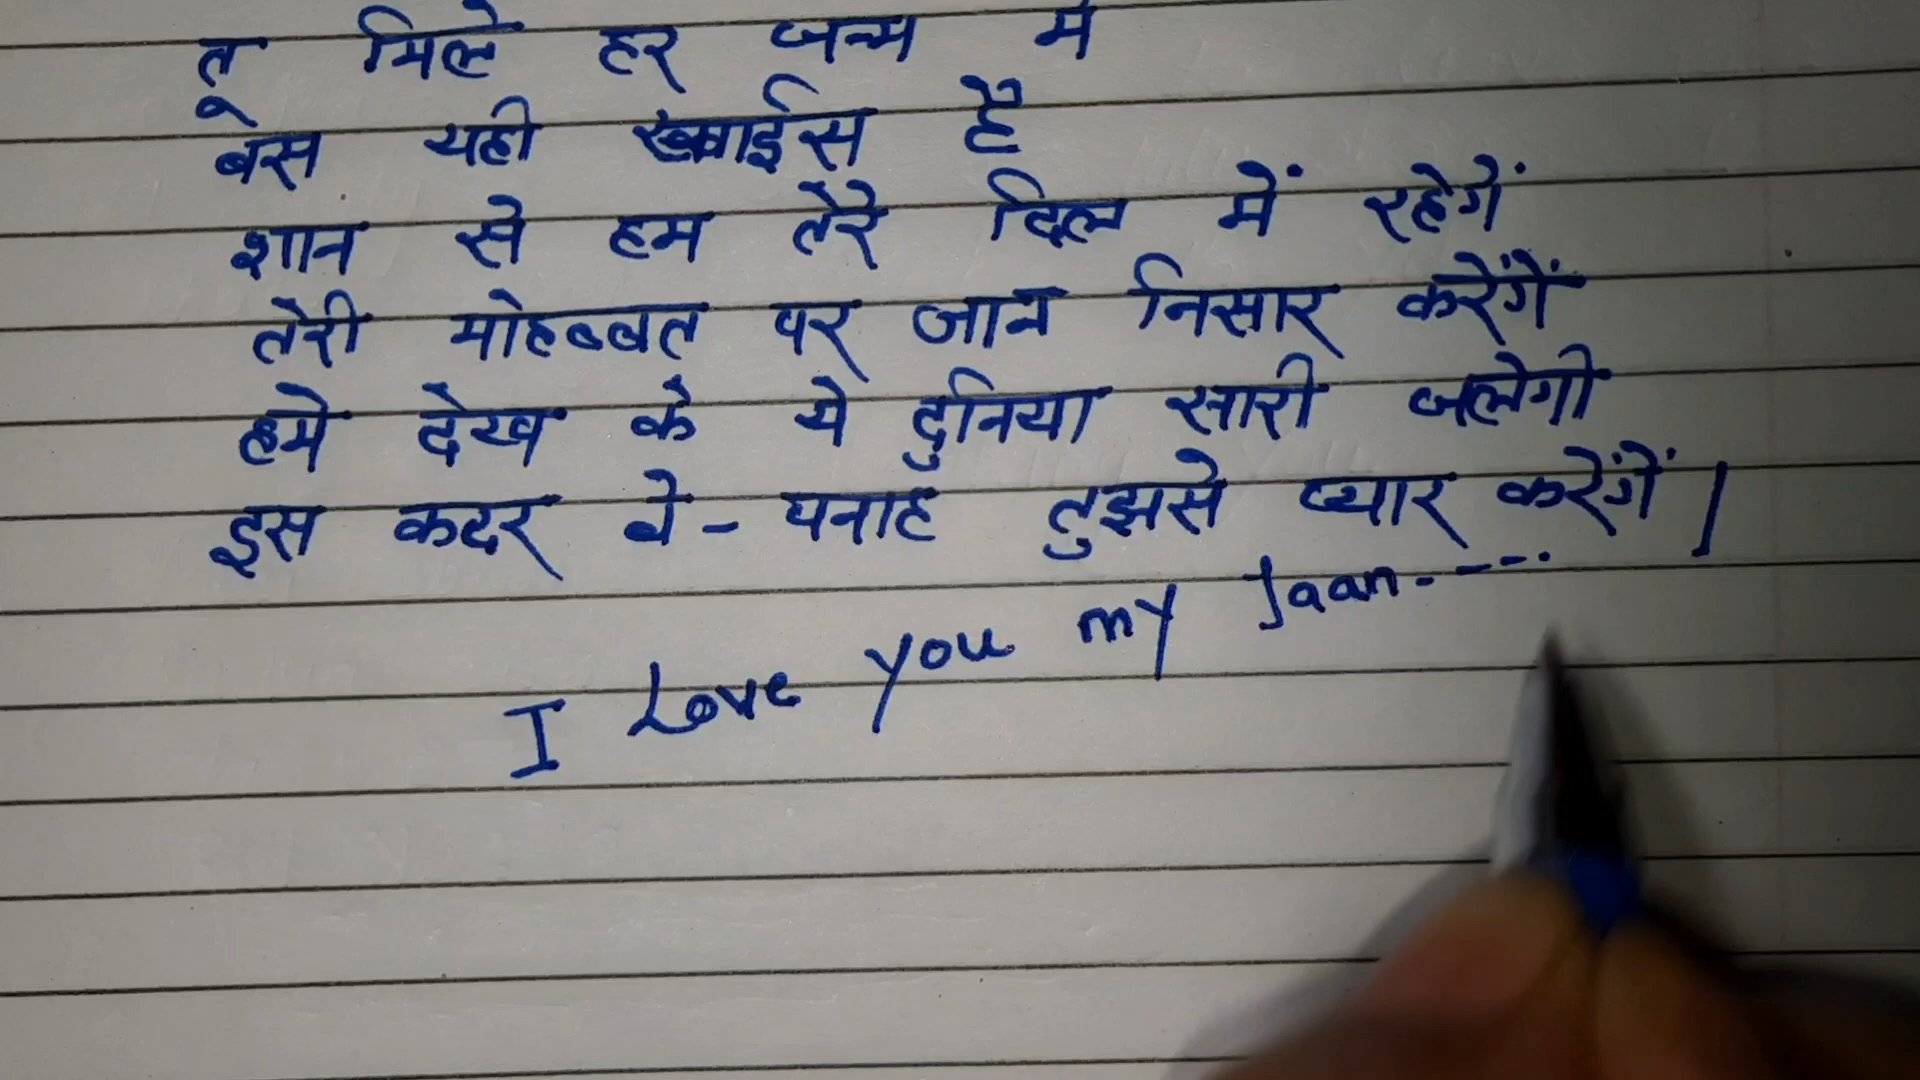 तू मिले हर जन्म में
बस यही ख्वाईस है
शान से हम तेरे दिल में रहेगें
तेरी मोहब्बत पर जान निसार करेंगें
हमे देख के ये दुनिया सारी जलेगी
इस कदर बे - पनाह तुझसे प्यार करेंगें ।
I Love you my Jaan-----